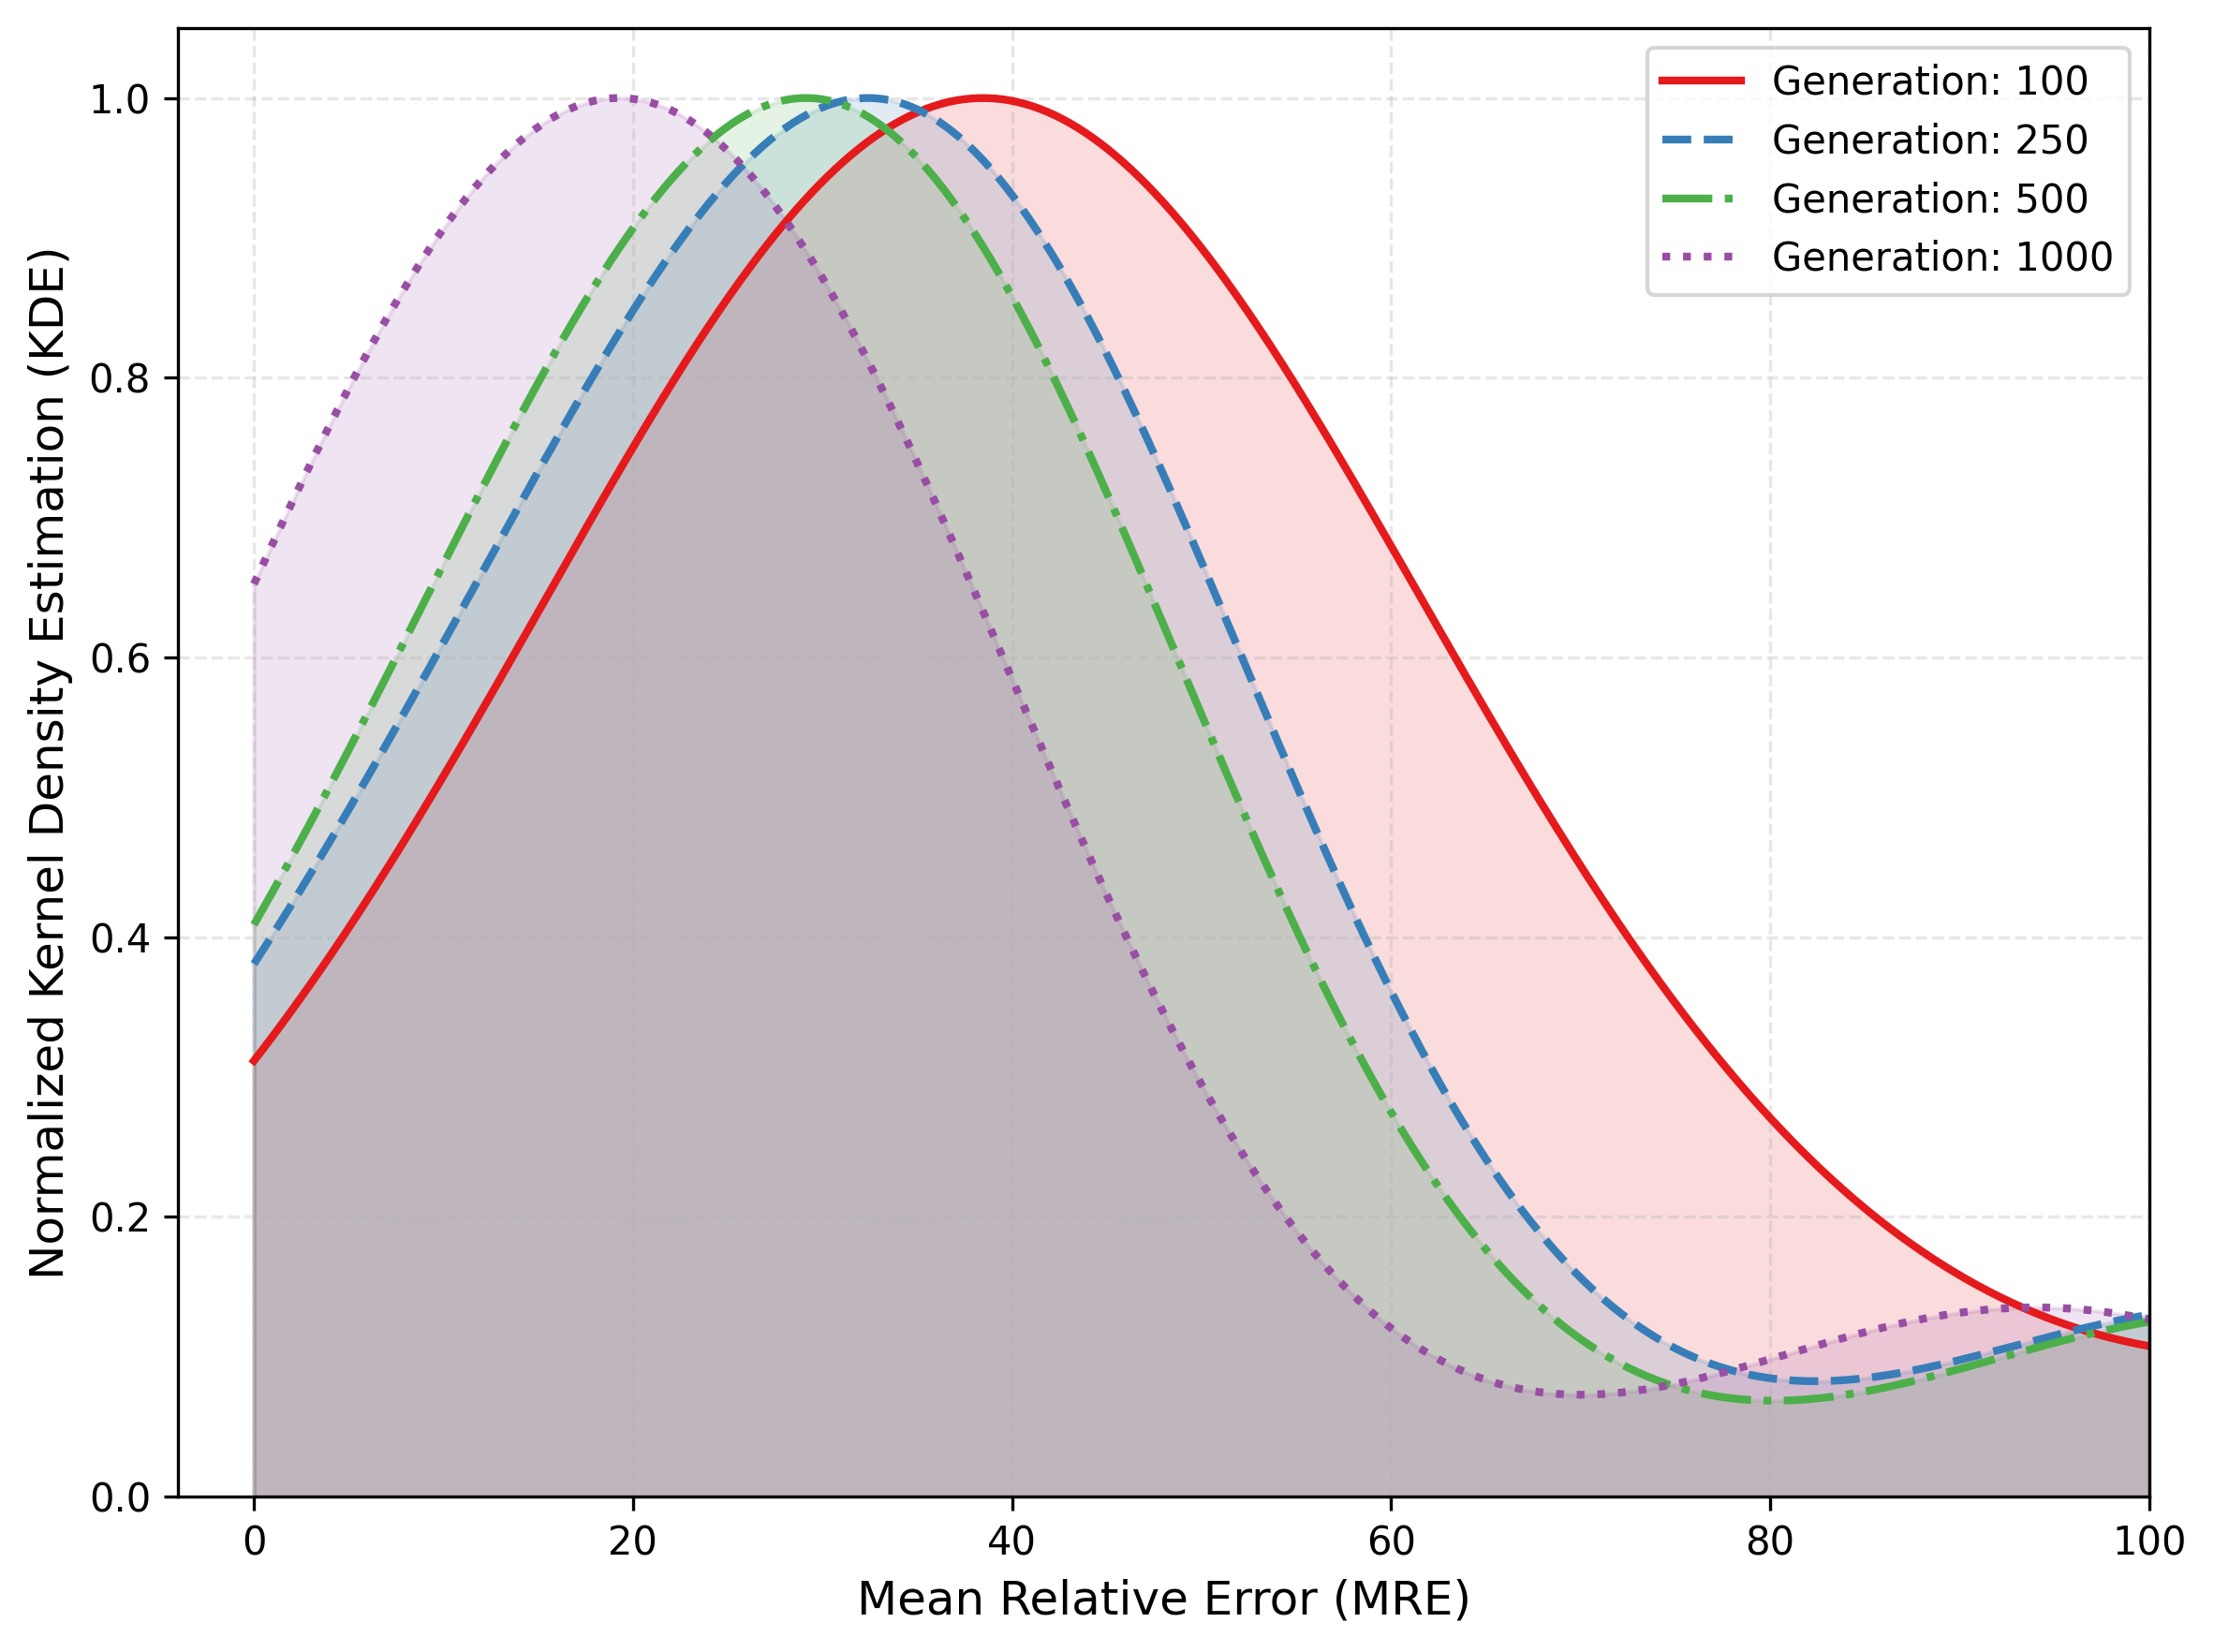 Normalized Kernel Density Estimation (KDE)
1.0
0.8
0.6
0.4
0.2
0.0
Generation: 100
Generation: 250
Generation: 500
Generation: 1000
0 20 40 60 80 100
Mean Relative Error (MRE)